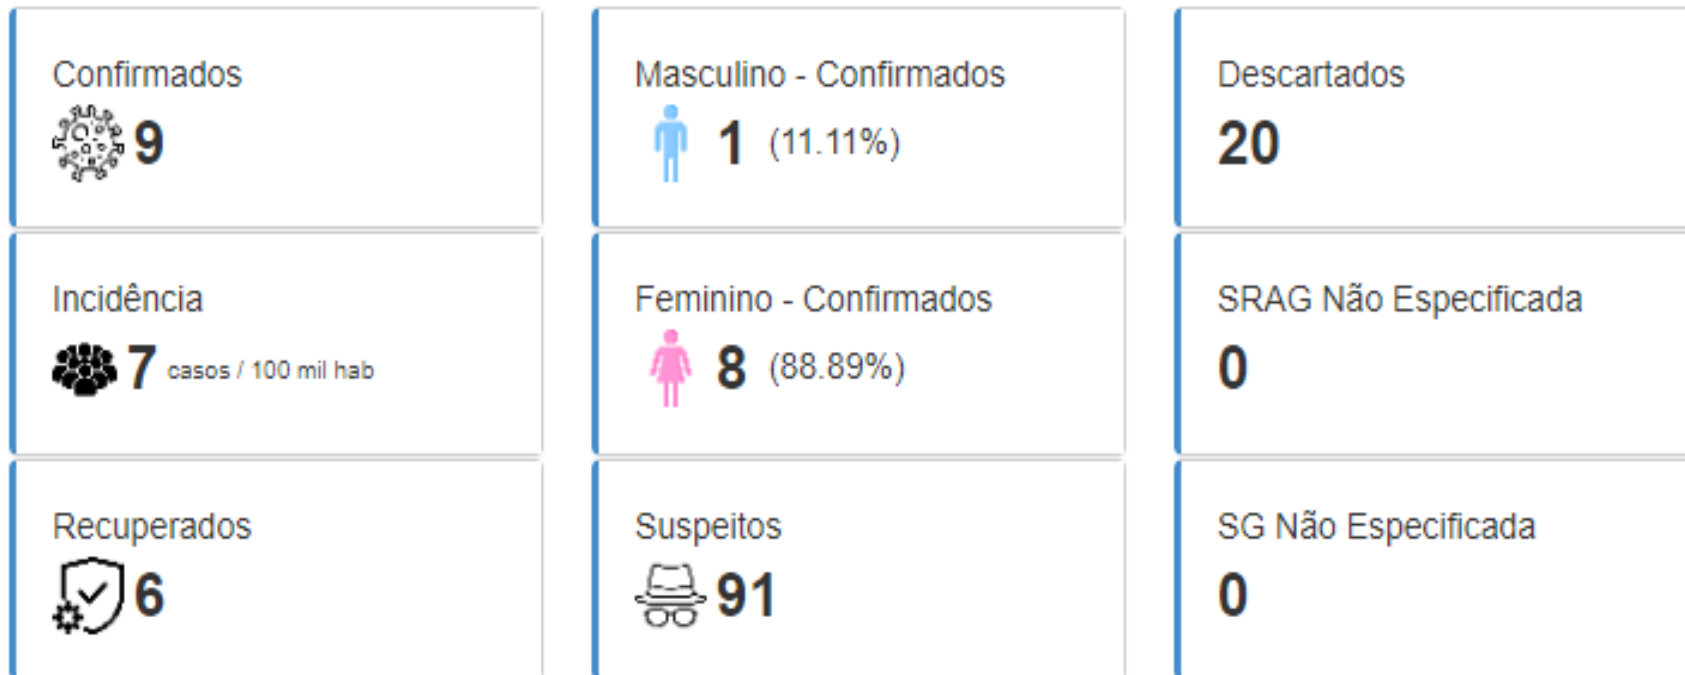 Confirmados
9
Masculino - Confirmados
1 (11.11%)
Descartados
20
Incidência
7 casos / 100 mil hab
Feminino - Confirmados
8 (88.89%)
SRAG Não Especificada
0
Recuperados
6
Suspeitos
91
SG Não Especificada
0